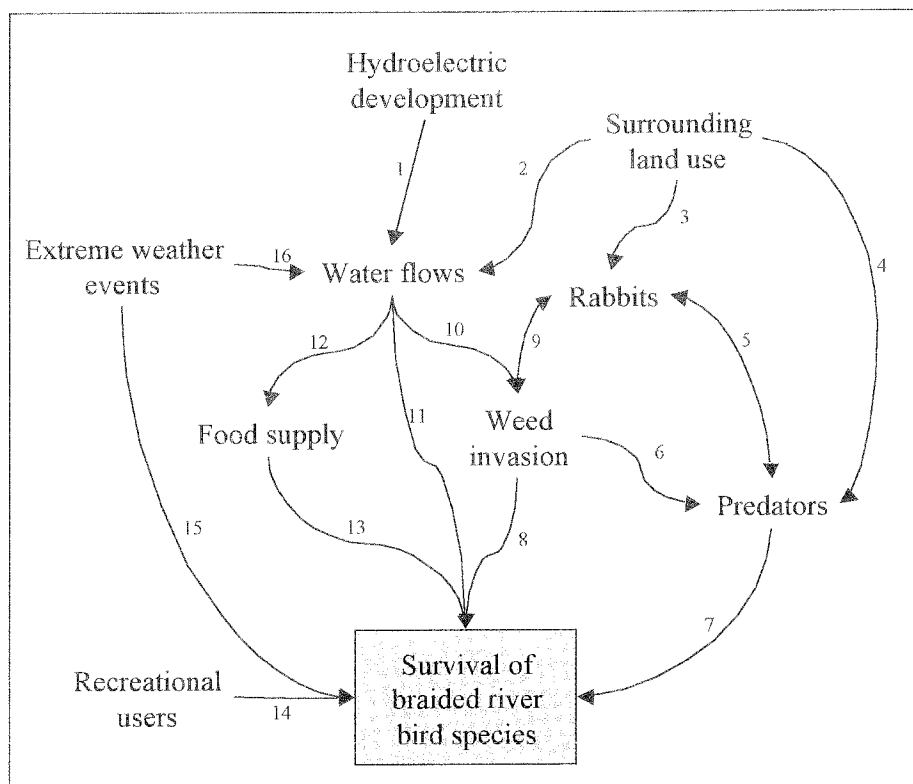 Hydroelectric
development
Surrounding
land use
1
2
3
4
Extreme weather
events
16
Water flows
Rabbits
12
10
9
5
11
Food supply
Weed
invasion
6
Predators
15
13
8
7
Survival of
braided river
bird species
Recreational
users
14